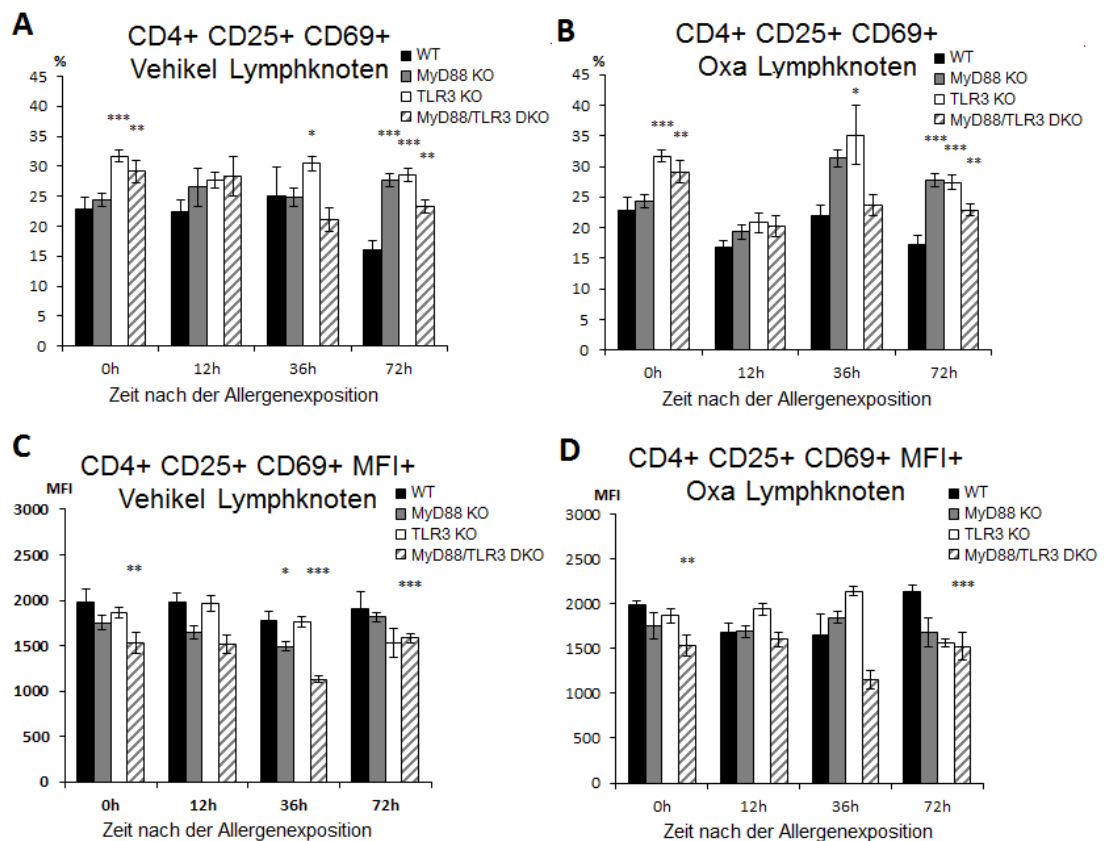 A
CD4+ CD25+ CD69+
Vehikel Lymphknoten
%
WT
MyD88 KO
TLR3 KO
MyD88/TLR3 DKO
45
40
35
30
25
20
15
10
5
0
*** ** * *** *** **
0h 12h 36h 72h
Zeit nach der Allergenexposition
B
CD4+ CD25+ CD69+
Oxa Lymphknoten
%
WT
MyD88 KO
TLR3 KO
MyD88/TLR3 DKO
45
40
35
30
25
20
15
10
5
0
*** ** * *** *** **
0h 12h 36h 72h
Zeit nach der Allergenexposition
C
CD4+ CD25+ CD69+ MFI+
Vehikel Lymphknoten
MFI
WT
MyD88 KO
TLR3 KO
MyD88/TLR3 DKO
3000
2500
2000
1500
1000
500
0
** * *** ***
0h 12h 36h 72h
Zeit nach der Allergenexposition
D
CD4+ CD25+ CD69+ MFI+
Oxa Lymphknoten
MFI
WT
MyD88 KO
TLR3 KO
MyD88/TLR3 DKO
3000
2500
2000
1500
1000
500
0
** ***
0h 12h 36h 72h
Zeit nach der Allergenexposition